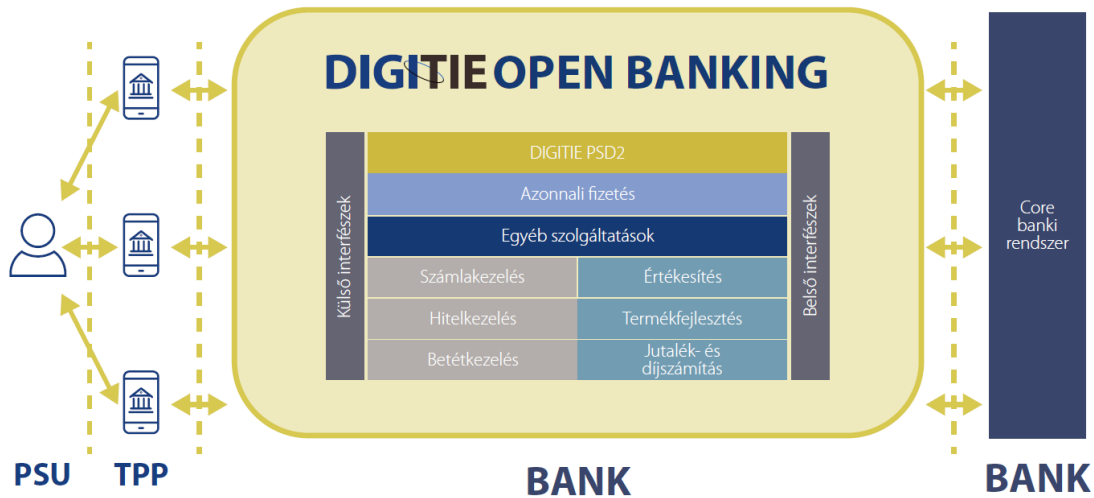 DIGITIE OPEN BANKING
Külső interfészek
DIGITIE PSD2
Azonnali fizetés
Egyéb szolgáltatások
Számlakezelés
Értékesítés
Hitelkezelés
Termékfejlesztés
Betétkezelés
Jutalék- és
díjszámítás
Belső interfészek
Core
banki
rendszer
PSU
TPP
BANK
BANK